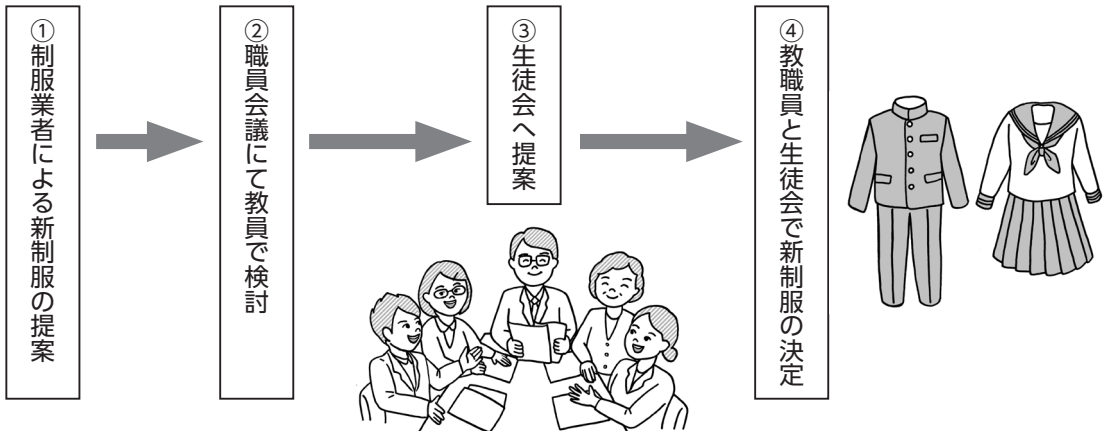 ①制服業者による新制服の提案
②職員会議にて教員で検討
③生徒会へ提案
④教職員と生徒会で新制服の決定